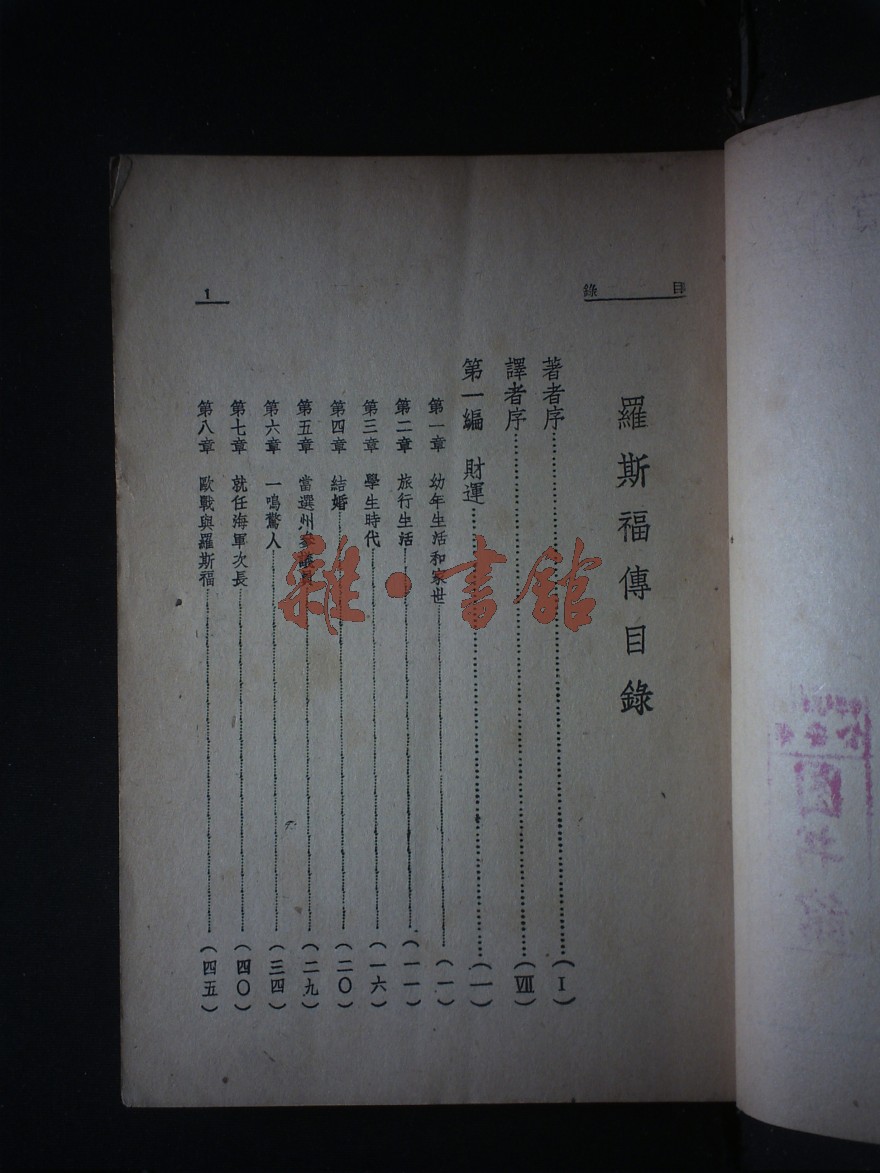 目錄
羅斯福傳目錄
著者序……(I)
譯者序……(VII)
第一編 財運……(一)
第一章 幼年生活和家世……(一)
第二章 旅行生活……(一一)
第三章 學生時代……(一六)
第四章 結婚……(二〇)
第五章 當選州參議員……(二九)
第六章 一鳴驚人……(三四)
第七章 就任海軍次長……(四〇)
第八章 歐戰與羅斯福……(四五)
1
雜·書館